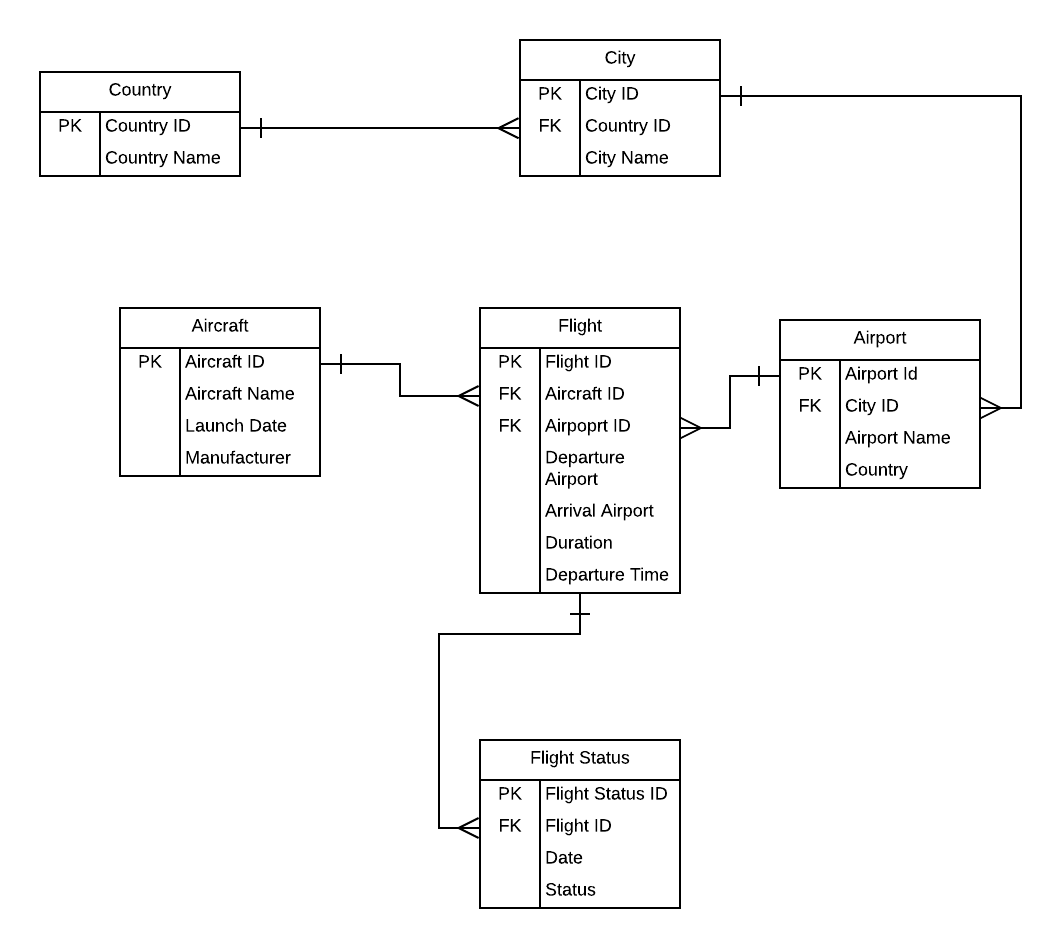 Country
PK Country ID
Country Name
City
PK City ID
FK Country ID
City Name
Aircraft
PK Aircraft ID
Aircraft Name
Launch Date
Manufacturer
Flight
PK Flight ID
FK Aircraft ID
FK Airpoprt ID
Departure
Airport
Arrival Airport
Duration
Departure Time
Airport
PK Airport Id
FK City ID
Airport Name
Country
Flight Status
PK Flight Status ID
FK Flight ID
Date
Status